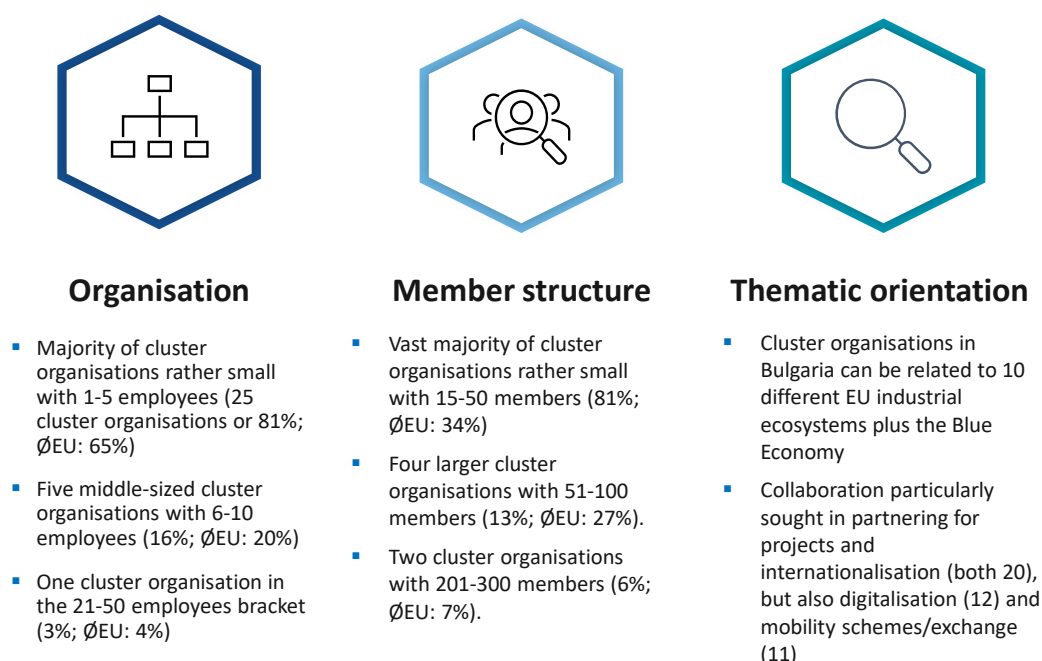 Organisation
▪ Majority of cluster
organisations rather small
with 1-5 employees (25
cluster organisations or 81%;
ØEU: 65%)
▪ Five middle-sized cluster
organisations with 6-10
employees (16%; ØEU: 20%)
▪ One cluster organisation in
the 21-50 employees bracket
(3%; ØEU: 4%)
Member structure
▪ Vast majority of cluster
organisations rather small
with 15-50 members (81%;
ØEU: 34%)
▪ Four larger cluster
organisations with 51-100
members (13%; ØEU: 27%).
▪ Two cluster organisations
with 201-300 members (6%;
ØEU: 7%).
Thematic orientation
▪ Cluster organisations in
Bulgaria can be related to 10
different EU industrial
ecosystems plus the Blue
Economy
▪ Collaboration particularly
sought in partnering for
projects and
internationalisation (both 20),
but also digitalisation (12) and
mobility schemes/exchange
(11)